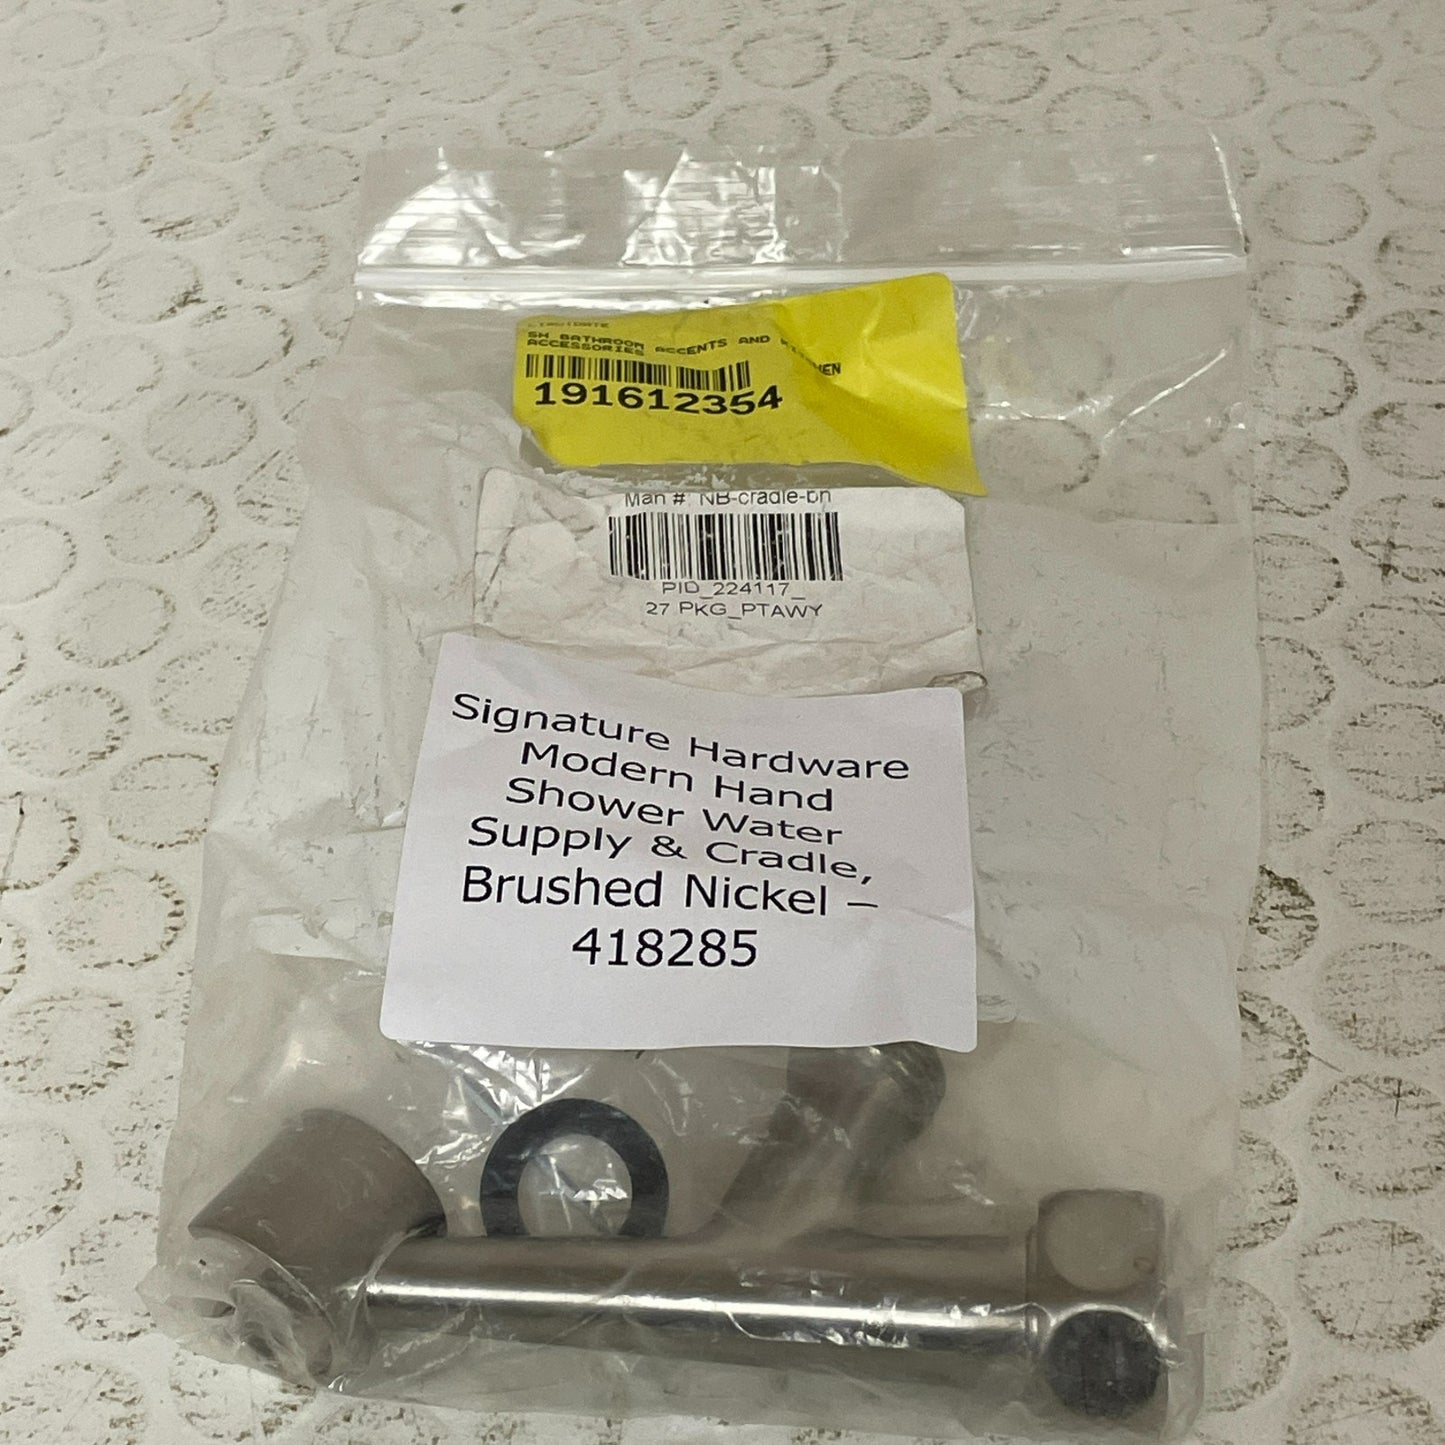 SH BATHROOM ACCENTS AND KITCHEN
ACCESSORIES
191612354
Man #: NB-cradle-bn
PID_224117_
27 PKG_PTAWY
Signature Hardware
Modern Hand
Shower Water
Supply & Cradle,
Brushed Nickel –
418285